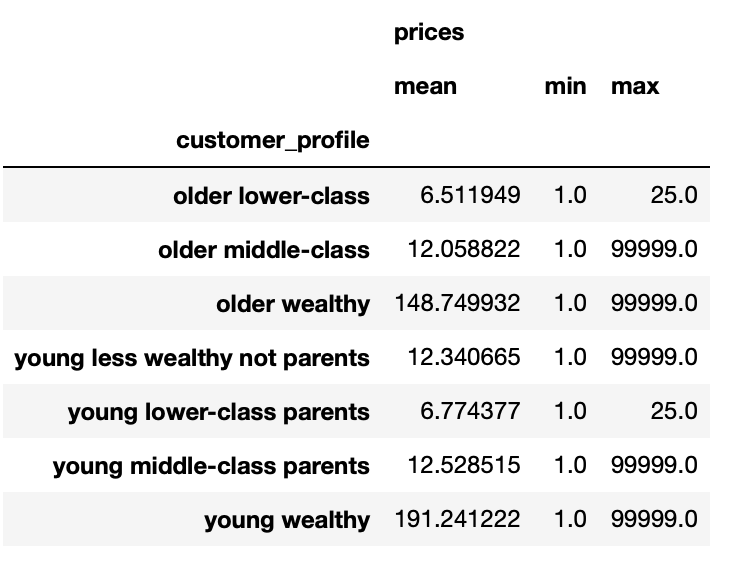 prices
mean min max
customer_profile
older lower-class 6.511949 1.0 25.0
older middle-class 12.058822 1.0 99999.0
older wealthy 148.749932 1.0 99999.0
young less wealthy not parents 12.340665 1.0 99999.0
young lower-class parents 6.774377 1.0 25.0
young middle-class parents 12.528515 1.0 99999.0
young wealthy 191.241222 1.0 99999.0